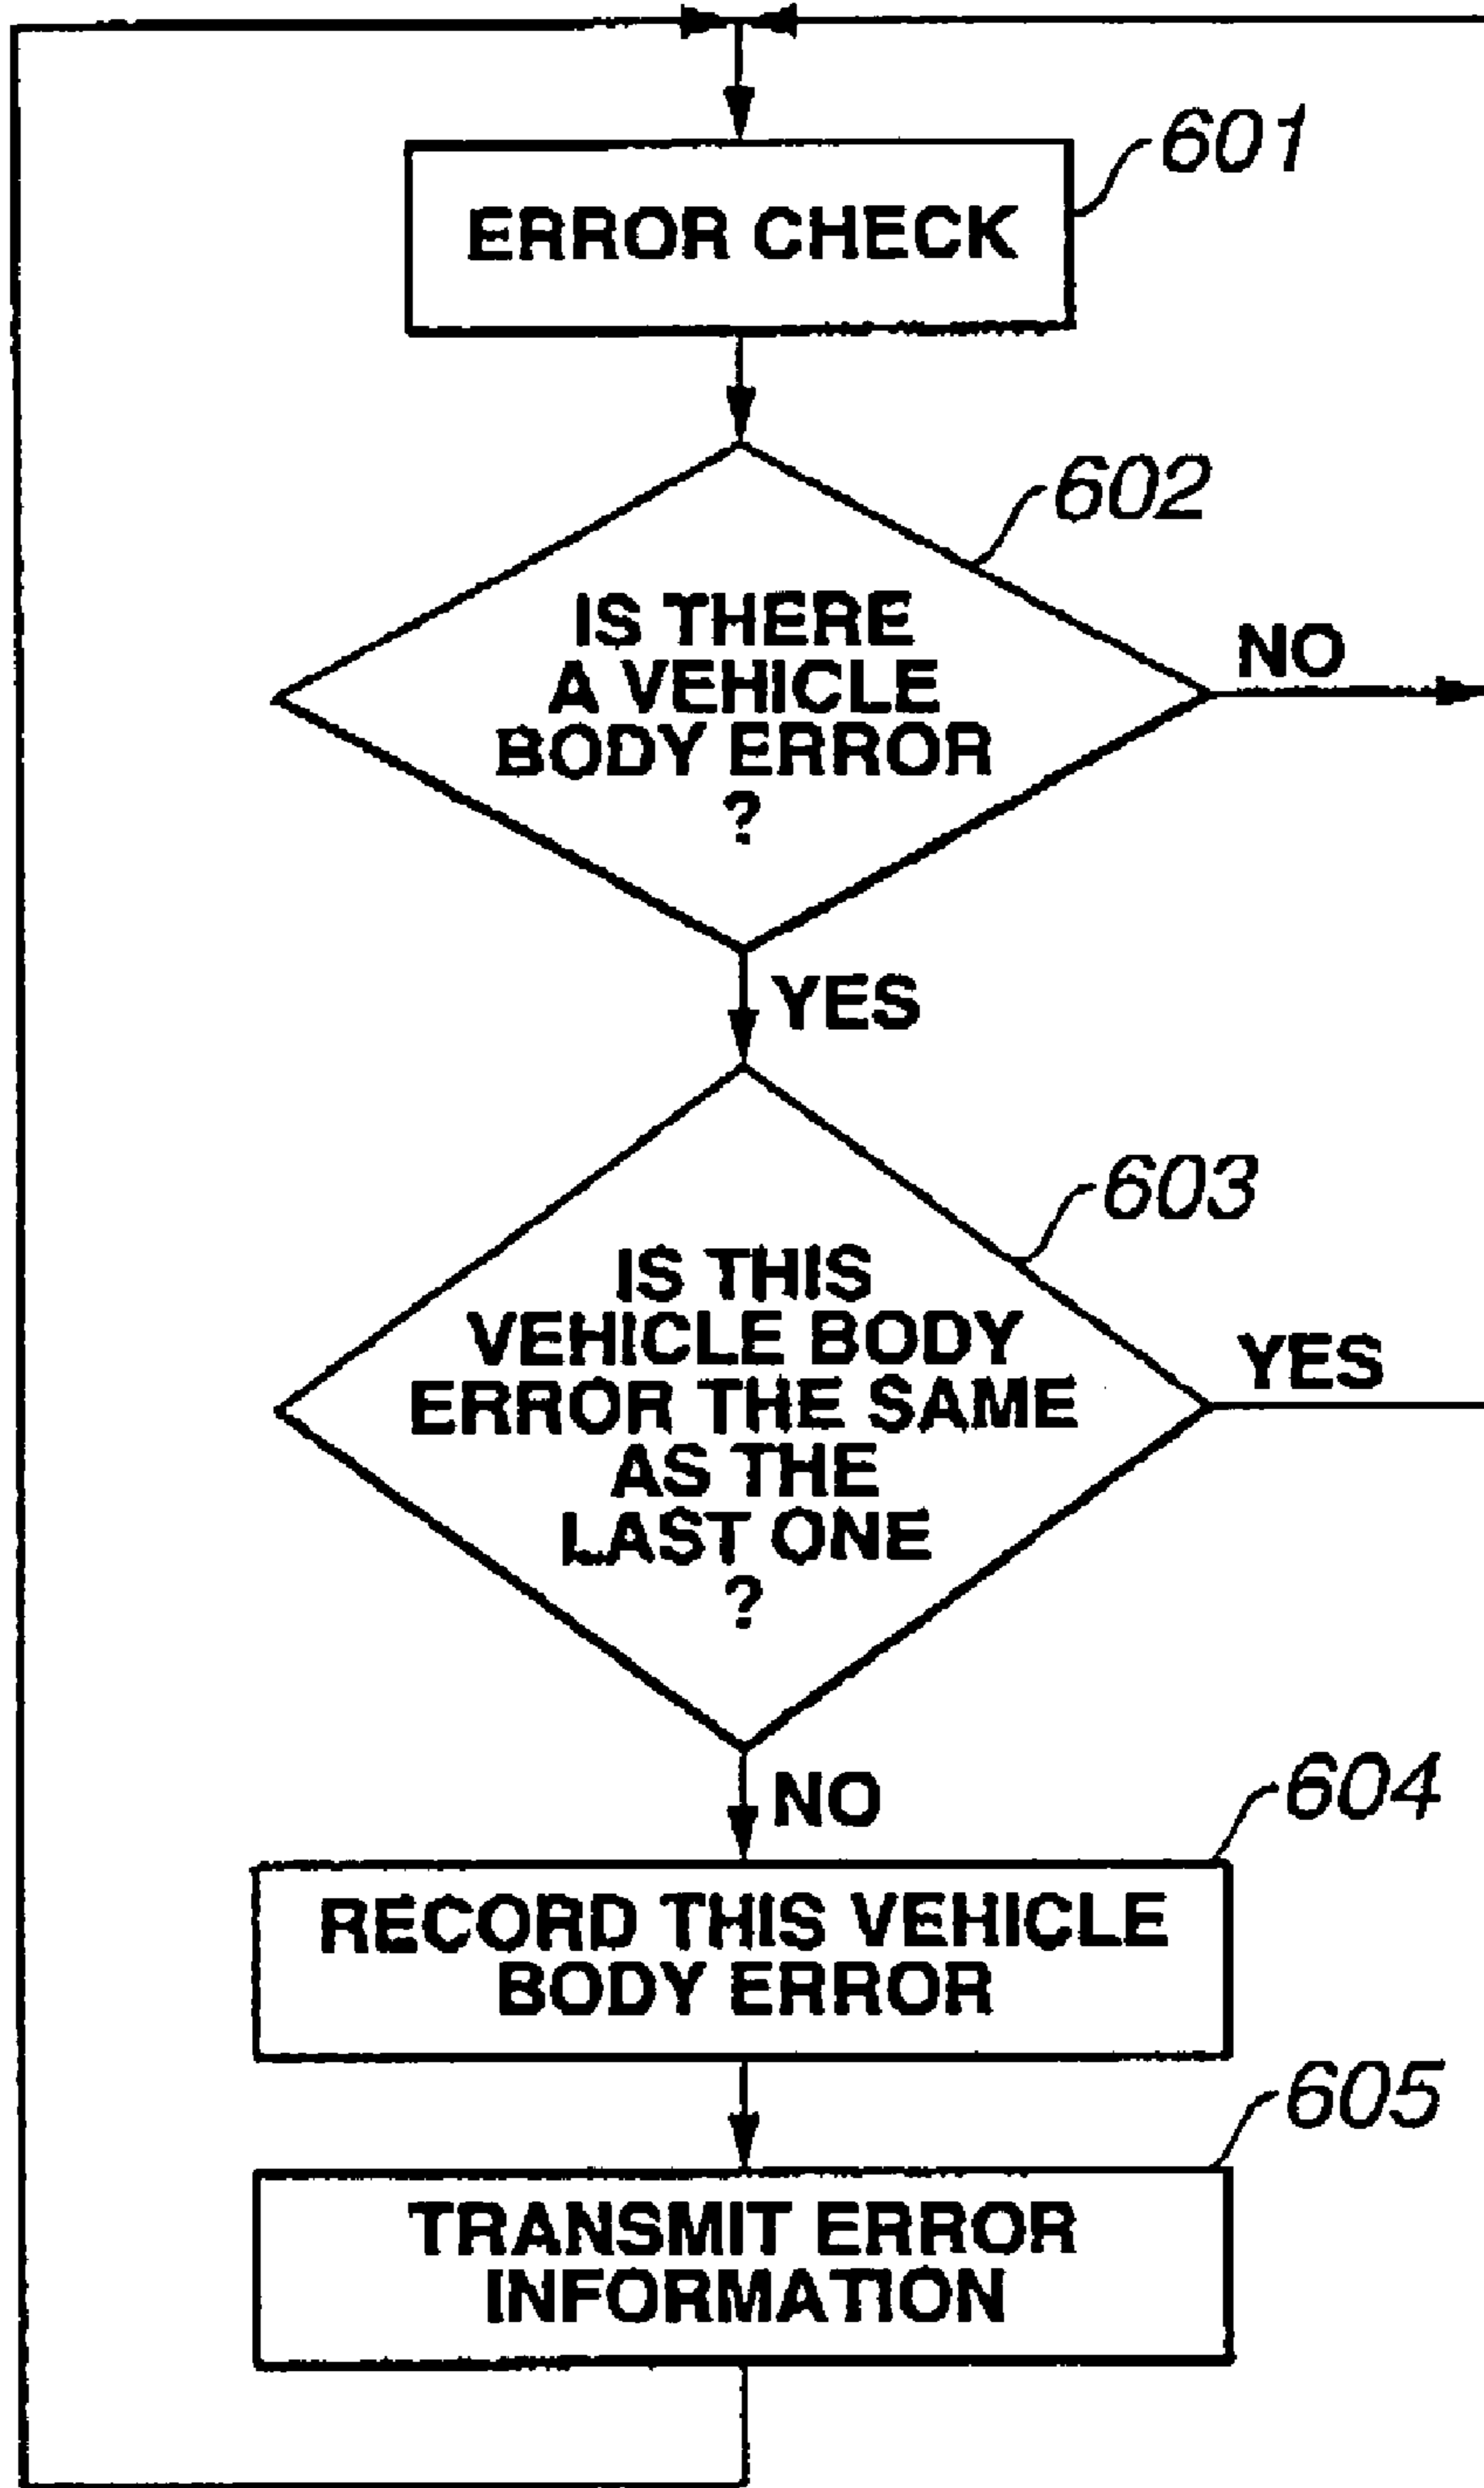 601
ERROR CHECK
602
IS THERE
A VEHICLE
BODY ERROR
?
NO
YES
603
IS THIS
VEHICLE BODY
ERROR THE SAME
AS THE
LAST ONE
?
YES
NO
604
RECORD THIS VEHICLE
BODY ERROR
605
TRANSMIT ERROR
INFORMATION